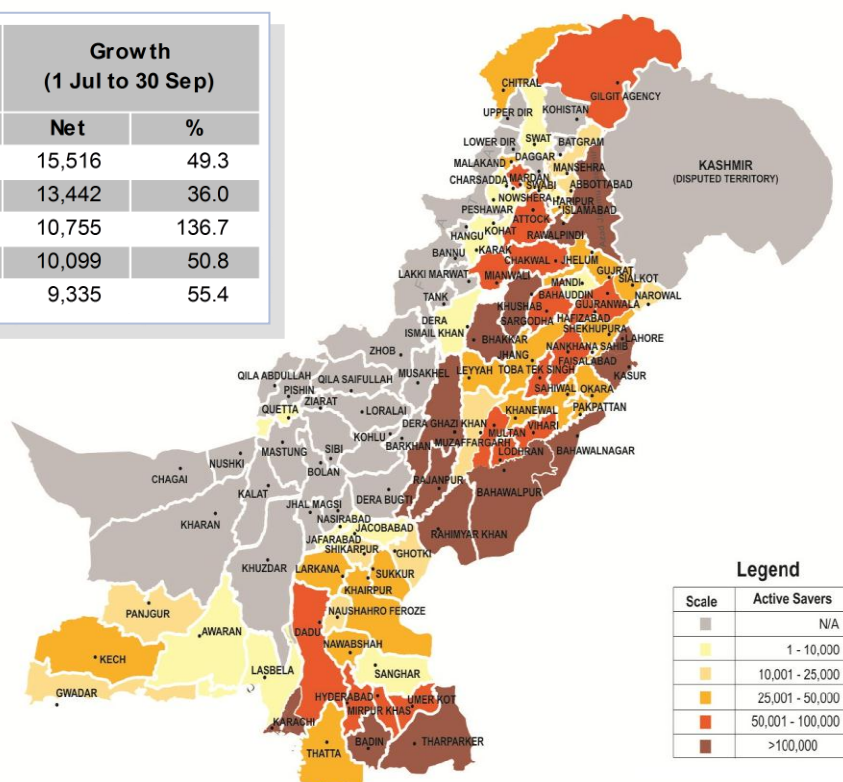 Growth
(1 Jul to 30 Sep)
Net %
15,516 49.3
13,442 36.0
10,755 136.7
10,099 50.8
9,335 55.4
CHITRAL
GILGIT AGENCY
UPPER DIR
KOHISTAN
LOWER DIR
SWAT
BATGRAM
DAGGAR
MALAKAND
MANSEHRA
KASHMIR
(DISPUTED TERRITORY)
MARDAN
CHARSADDA
SWABI
ABBOTTABAD
NOWSHERA
HARIPUR
PESHAWAR
ISLAMABAD
ATTOCK
KOHAT
HANGU
RAWALPINDI
KARAK
BANNU
CHAKWAL
JHELUM
LAKKI MARWAT
MIANWALI
GUJRAT
SIALKOT
MANDI
BAHAUDDIN
TANK
NAROWAL
KHUSHAB
GUJRANWALA
DERA
ISMAIL KHAN
SARGODHA
HAFIZABAD
SHEKHUPURA
BHAKKAR
LAHORE
NANKHANA SAHIB
ZHOB
JHANG
FAISALABAD
QILA ABDULLAH
QILA SAIFULLAH
MUSAKHEL
LEYYAH
TOBA TEK SINGH
KASUR
PISHIN
SAHIWAL
OKARA
ZIARAT
QUETTA
LORALAI
DERA GHAZI KHAN
KHANEWAL
PAKPATTAN
KOHLU
MULTAN
VIHARI
MASTUNG
SIBI
BARKHAN
MUZAFFARGARH
BAHAWALNAGAR
NUSHKI
BOLAN
LODHRAN
CHAGAI
RAJANPUR
BAHAWALPUR
KALAT
DERA BUGTI
JHAL MAGSI
KHARAN
NASIRABAD
JACOBABAD
RAHIMYAR KHAN
JAFARABAD
SHIKARPUR
GHOTKI
KHUZDAR
LARKANA
SUKKUR
KHAIRPUR
PANJGUR
NAUSHAHRO FEROZE
AWARAN
DADU
NAWABSHAH
KECH
LASBELA
SANGHAR
GWADAR
HYDERABAD
UMER KOT
MIRPUR KHAS
KARACHI
BADIN
THARPARKER
THATTA
Legend
Scale Active Savers
N/A
1 - 10,000
10,001 - 25,000
25,001 - 50,000
50,001 - 100,000
>100,000